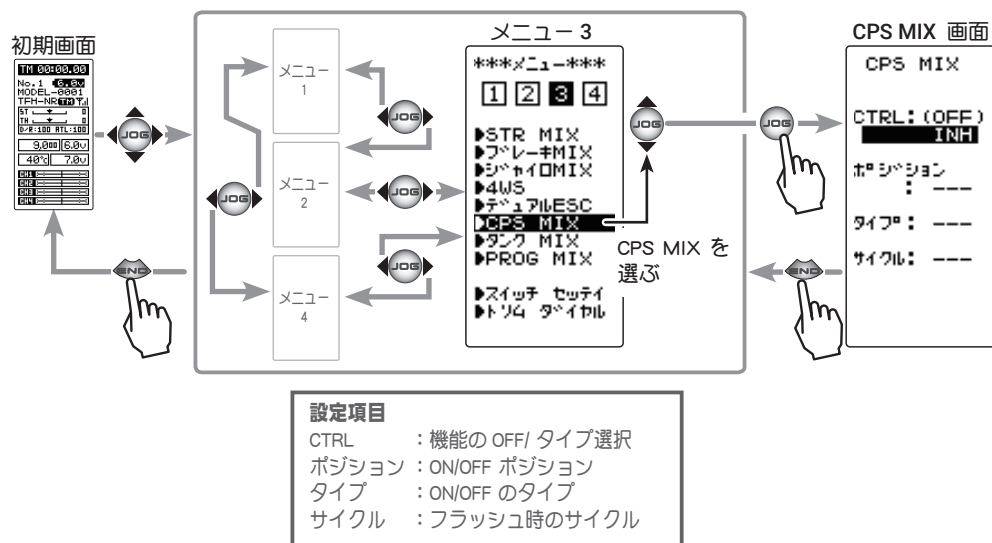 初期画面
TM 00:00.00
No.1 6.0v
MODEL-0001
TFH-NR TM
ST 0
TH 0
D/R:100 ATL:100
9,000 6.0v
40℃ 7.0v
CH1
CH2
CH3
CH4
JOG
END
メニュー
1
メニュー
2
メニュー
4
JOG
JOG
JOG
JOG
メニュー 3
***メニュー***
1 2 3 4
▶STR MIX
▶ブレーキMIX
▶ジャイロMIX
▶4WS
▶デュアルESC
▶CPS MIX
▶タンク MIX
▶PROG MIX
▶スイッチ セッテイ
▶トリム ダイヤル
JOG
CPS MIX を
選ぶ
JOG
END
CPS MIX 画面
CPS MIX
CTRL:(OFF)
INH
ポジション
: ---
タイプ: ---
サイクル: ---
設定項目
CTRL :機能の OFF/ タイプ選択
ポジション :ON/OFF ポジション
タイプ :ON/OFF のタイプ
サイクル :フラッシュ時のサイクル